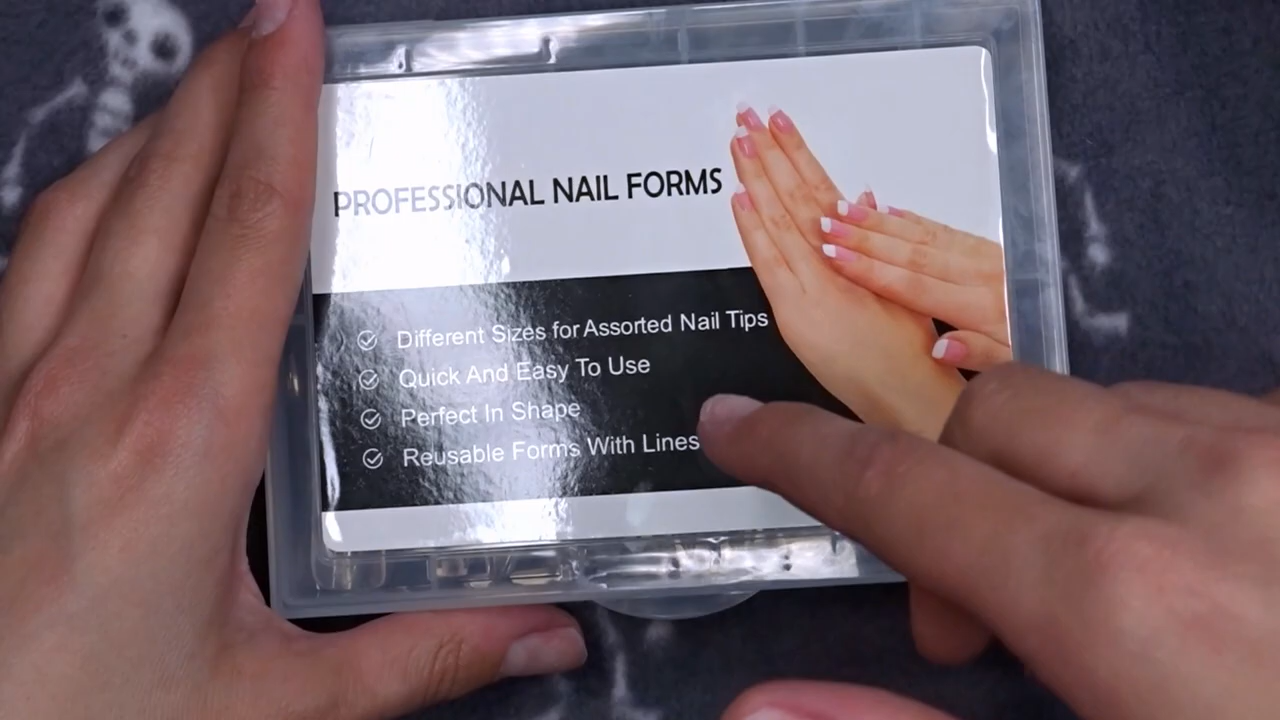 PROFESSIONAL NAIL FORMS
Different Sizes for Assorted Nail Tips
Quick And Easy To Use
Perfect In Shape
Reusable Forms With Lines